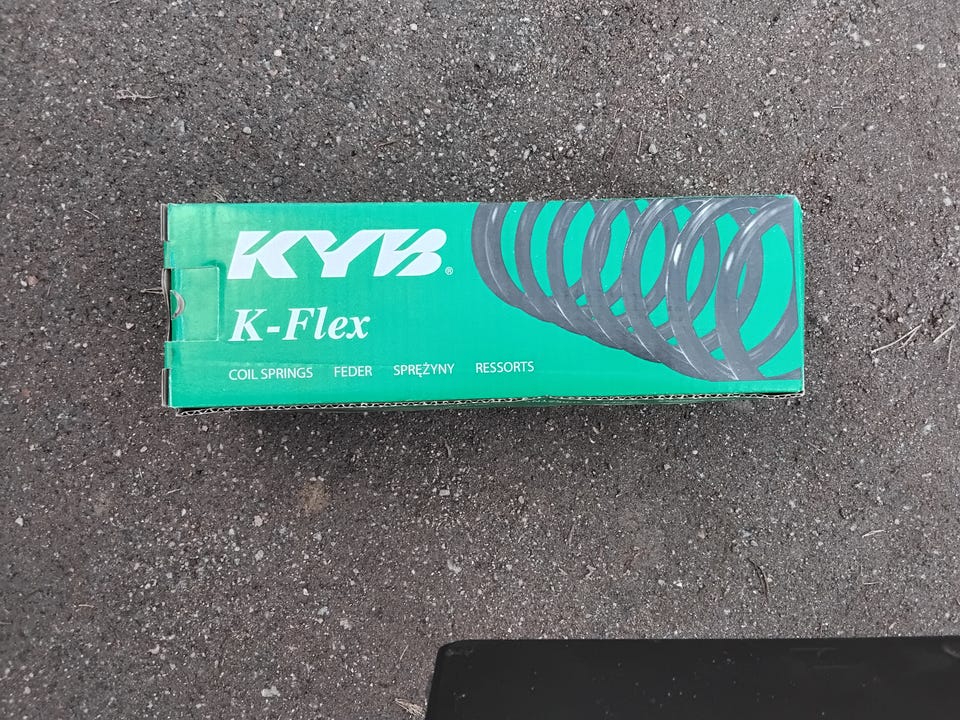 KYB®
K-Flex
COIL SPRINGS FEDER SPRĘŻYNY RESSORTS